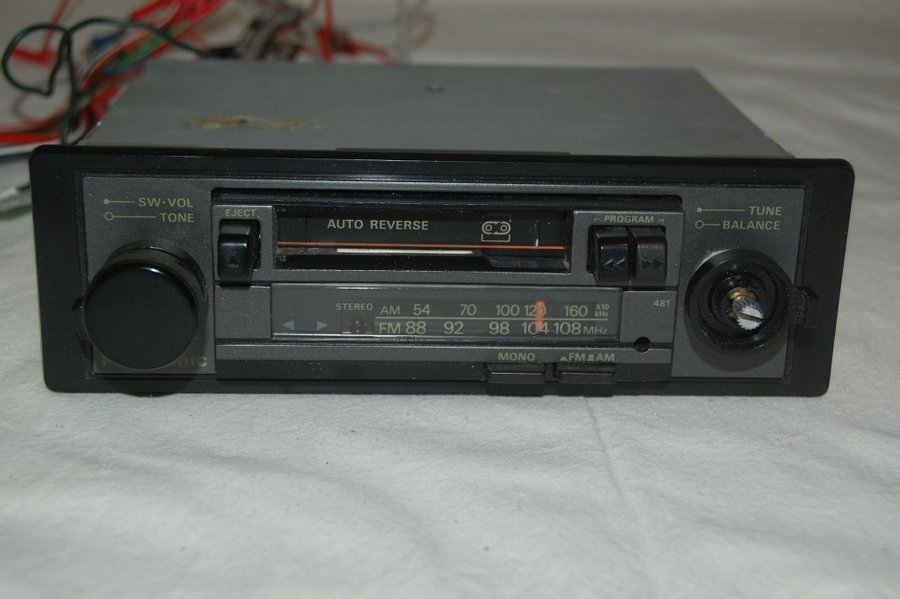 SW·VOL
TONE
EJECT
AUTO REVERSE
PROGRAM
TUNE
BALANCE
STEREO
AM 54 70 100 120 160 X10 kHz
FM 88 92 98 104 108 MHz
481
MONO
FM AM